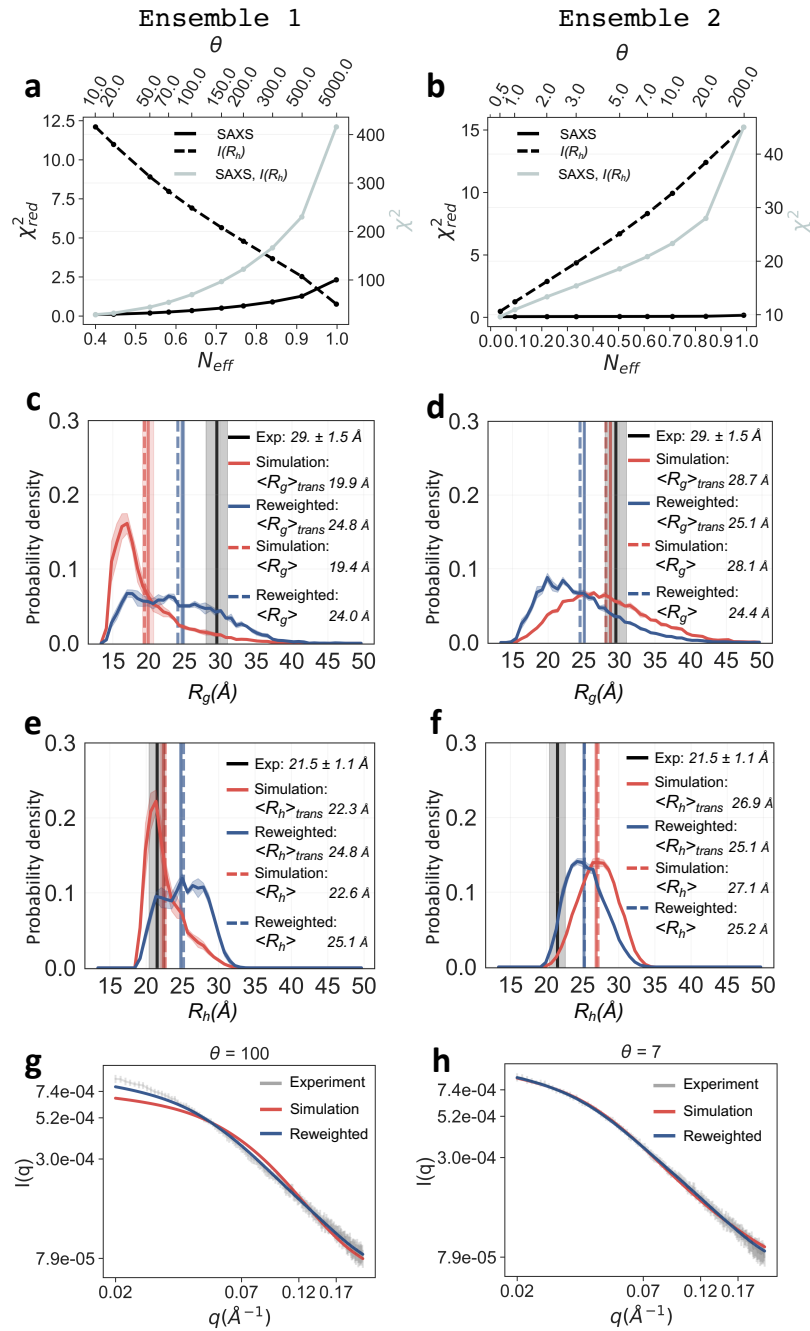 Ensemble 1
Ensemble 2
a
θ
10.0 20.0 50.0 70.0 100.0 150.0 200.0 300.0 500.0 5000.0
12.5
10.0
7.5
5.0
2.5
0.0
χ²red
SAXS
I(Rh)
SAXS, I(Rh)
400
300
200
100
χ²
0.4 0.5 0.6 0.7 0.8 0.9 1.0
Neff
b
θ
0.5 1.0 2.0 3.0 5.0 7.0 10.0 20.0 200.0
15
10
5
0
χ²red
SAXS
I(Rh)
SAXS, I(Rh)
40
30
20
10
χ²
0.0 0.1 0.2 0.3 0.4 0.5 0.6 0.7 0.8 0.9 1.0
Neff
c
0.3
0.2
0.1
0.0
Probability density
Exp: 29. ± 1.5 Å
Simulation:
<Rg>trans 19.9 Å
Reweighted:
<Rg>trans 24.8 Å
Simulation:
<Rg> 19.4 Å
Reweighted:
<Rg> 24.0 Å
15 20 25 30 35 40 45 50
Rg(Å)
d
0.3
0.2
0.1
0.0
Probability density
Exp: 29. ± 1.5 Å
Simulation:
<Rg>trans 28.7 Å
Reweighted:
<Rg>trans 25.1 Å
Simulation:
<Rg> 28.1 Å
Reweighted:
<Rg> 24.4 Å
15 20 25 30 35 40 45 50
Rg(Å)
e
0.3
0.2
0.1
0.0
Probability density
Exp: 21.5 ± 1.1 Å
Simulation:
<Rh>trans 22.3 Å
Reweighted:
<Rh>trans 24.8 Å
Simulation:
<Rh> 22.6 Å
Reweighted:
<Rh> 25.1 Å
15 20 25 30 35 40 45 50
Rh(Å)
f
0.3
0.2
0.1
0.0
Probability density
Exp: 21.5 ± 1.1 Å
Simulation:
<Rh>trans 26.9 Å
Reweighted:
<Rh>trans 25.1 Å
Simulation:
<Rh> 27.1 Å
Reweighted:
<Rh> 25.2 Å
15 20 25 30 35 40 45 50
Rh(Å)
g
θ = 100
7.4e-04
5.2e-04
3.0e-04
7.9e-05
I(q)
Experiment
Simulation
Reweighted
0.02 0.07 0.12 0.17
q(Å⁻¹)
h
θ = 7
7.4e-04
5.2e-04
3.0e-04
7.9e-05
I(q)
Experiment
Simulation
Reweighted
0.02 0.07 0.12 0.17
q(Å⁻¹)